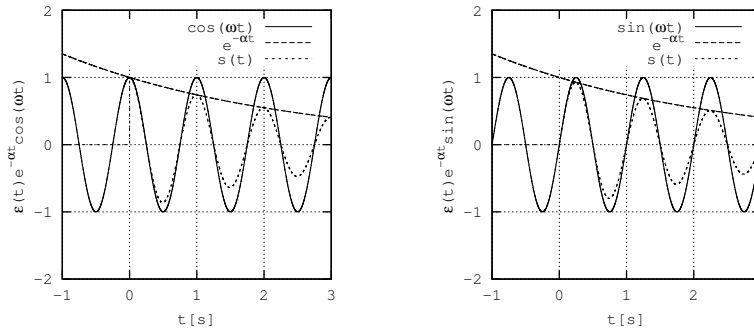 cos(ωt)
e^-αt
s(t)
2
1
0
-1
-2
-1 0 1 2 3
t[s]
ε(t)e^-αt cos(ωt)
sin(ωt)
e^-αt
s(t)
2
1
0
-1
-2
-1 0 1 2
t[s]
ε(t)e^-αt sin(ωt)